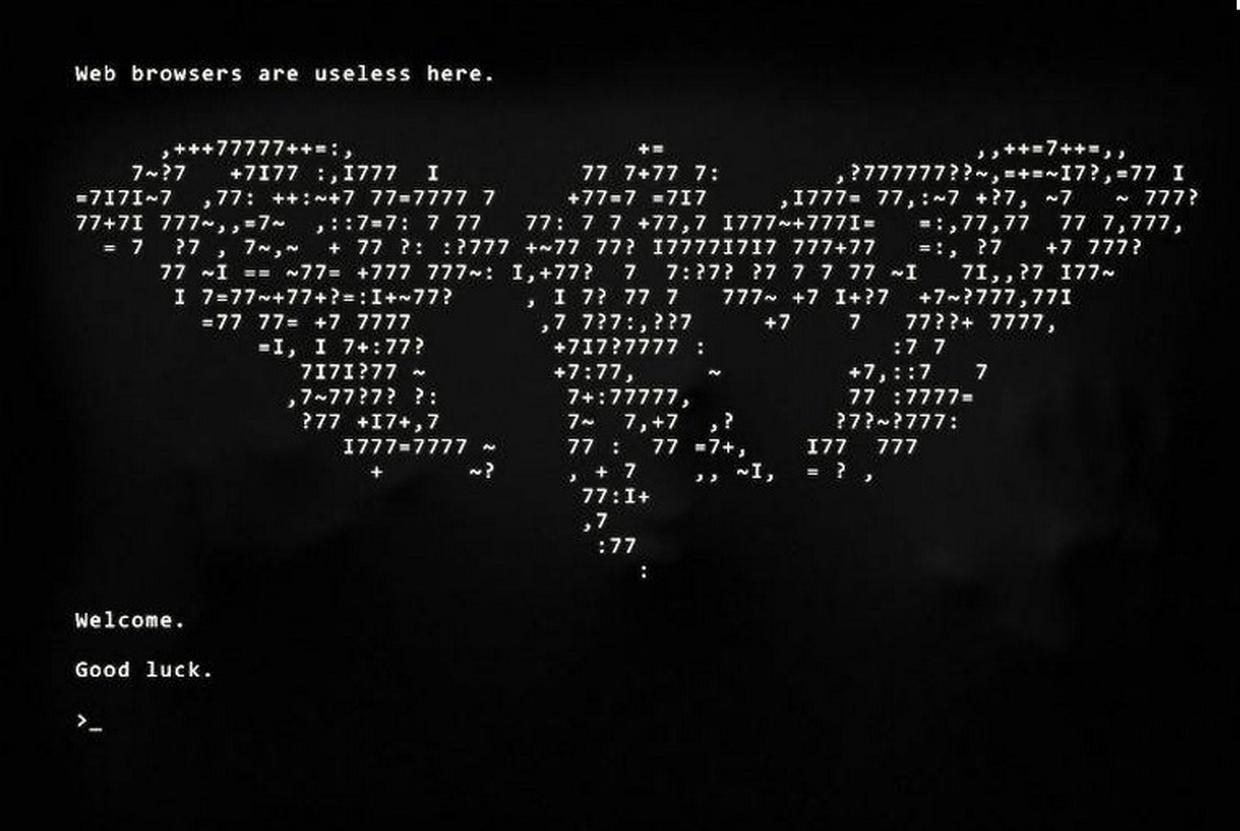 Web browsers are useless here.
,+++77777++=:, += ,,++=7++=,,
7~?7 +7I77 :,I777 I 77 7+77 7: ,?777777??~,=+=~I7?,=77 I
=7I7I~7 ,77: ++:~+7 77=7777 7 +77=7 =7I7 ,I777= 77,:~7 +?7, ~7 ~ 777?
77+7I 777~,,=7~ ,::7=7: 7 77 77: 7 7 +77,7 I777~+777I= =:,77,77 77 7,777,
= 7 ?7 , 7~,~ + 77 ?: :?777 +~77 77? I7777I7I7 777+77 =:, ?7 +7 777?
77 ~I == ~77= +777 777~: I,+77? 7 7:?7? ?7 7 7 77 ~I 7I,,?7 I77~
I 7=77~+77+?=:I+~77? , I 7? 77 7 777~ +7 I+?7 +7~?777,77I
=77 77= +7 7777 ,7 7?7:,??7 +7 7 77??+ 7777,
=I, I 7+:77? +7I7?7777 : :7 7
7I7I?77 ~ +7:77, ~ +7,::7 7
,7~77?7? ?: 7+:77777, 77 :7777=
?77 +I7+,7 7~ 7,+7 ,? ?7?~?777:
I777=7777 ~ 77 : 77 =7+, I77 777
+ ~? , + 7 ,, ~I, = ? ,
77:I+
,7
:77
:
Welcome.
Good luck.
>_